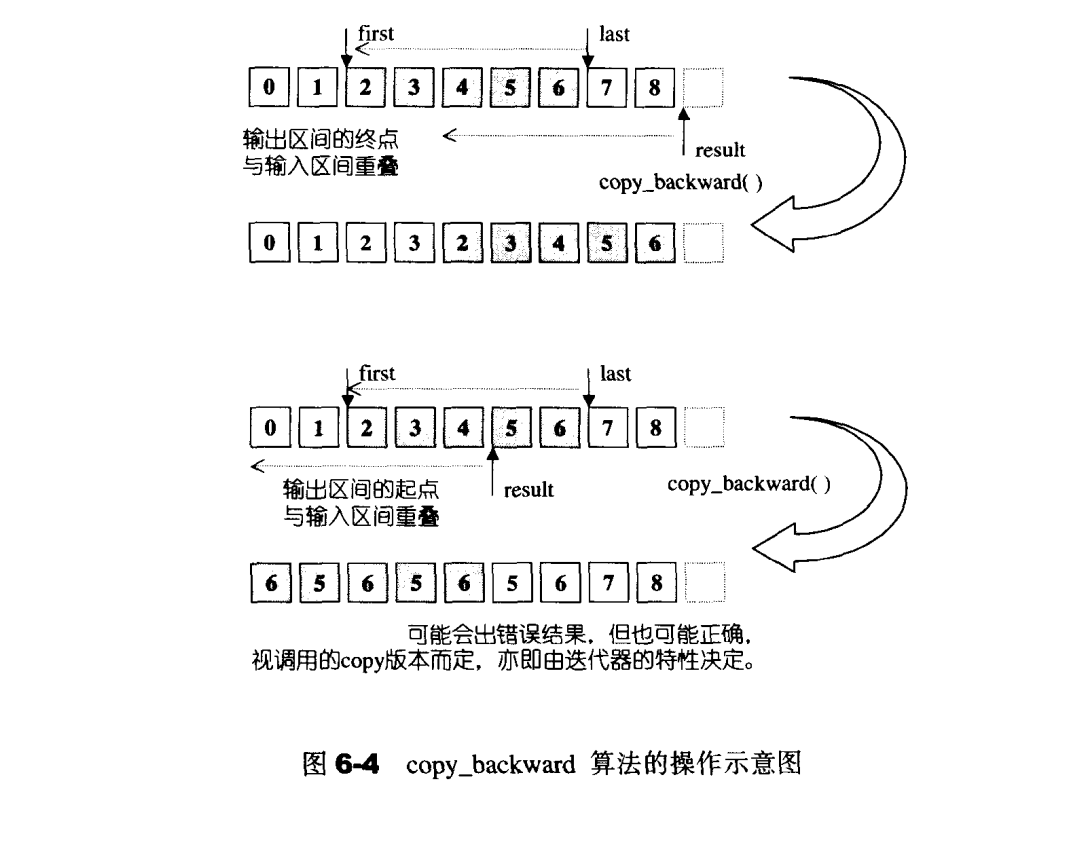 first last
0 1 2 3 4 5 6 7 8
输出区间的终点
与输入区间重叠
result
copy_backward( )
0 1 2 3 2 3 4 5 6
first last
0 1 2 3 4 5 6 7 8
输出区间的起点
与输入区间重叠
result
copy_backward( )
6 5 6 5 6 5 6 7 8
可能会出错误结果，但也可能正确，
视调用的copy版本而定，亦即由迭代器的特性决定。
图 6-4 copy_backward 算法的操作示意图